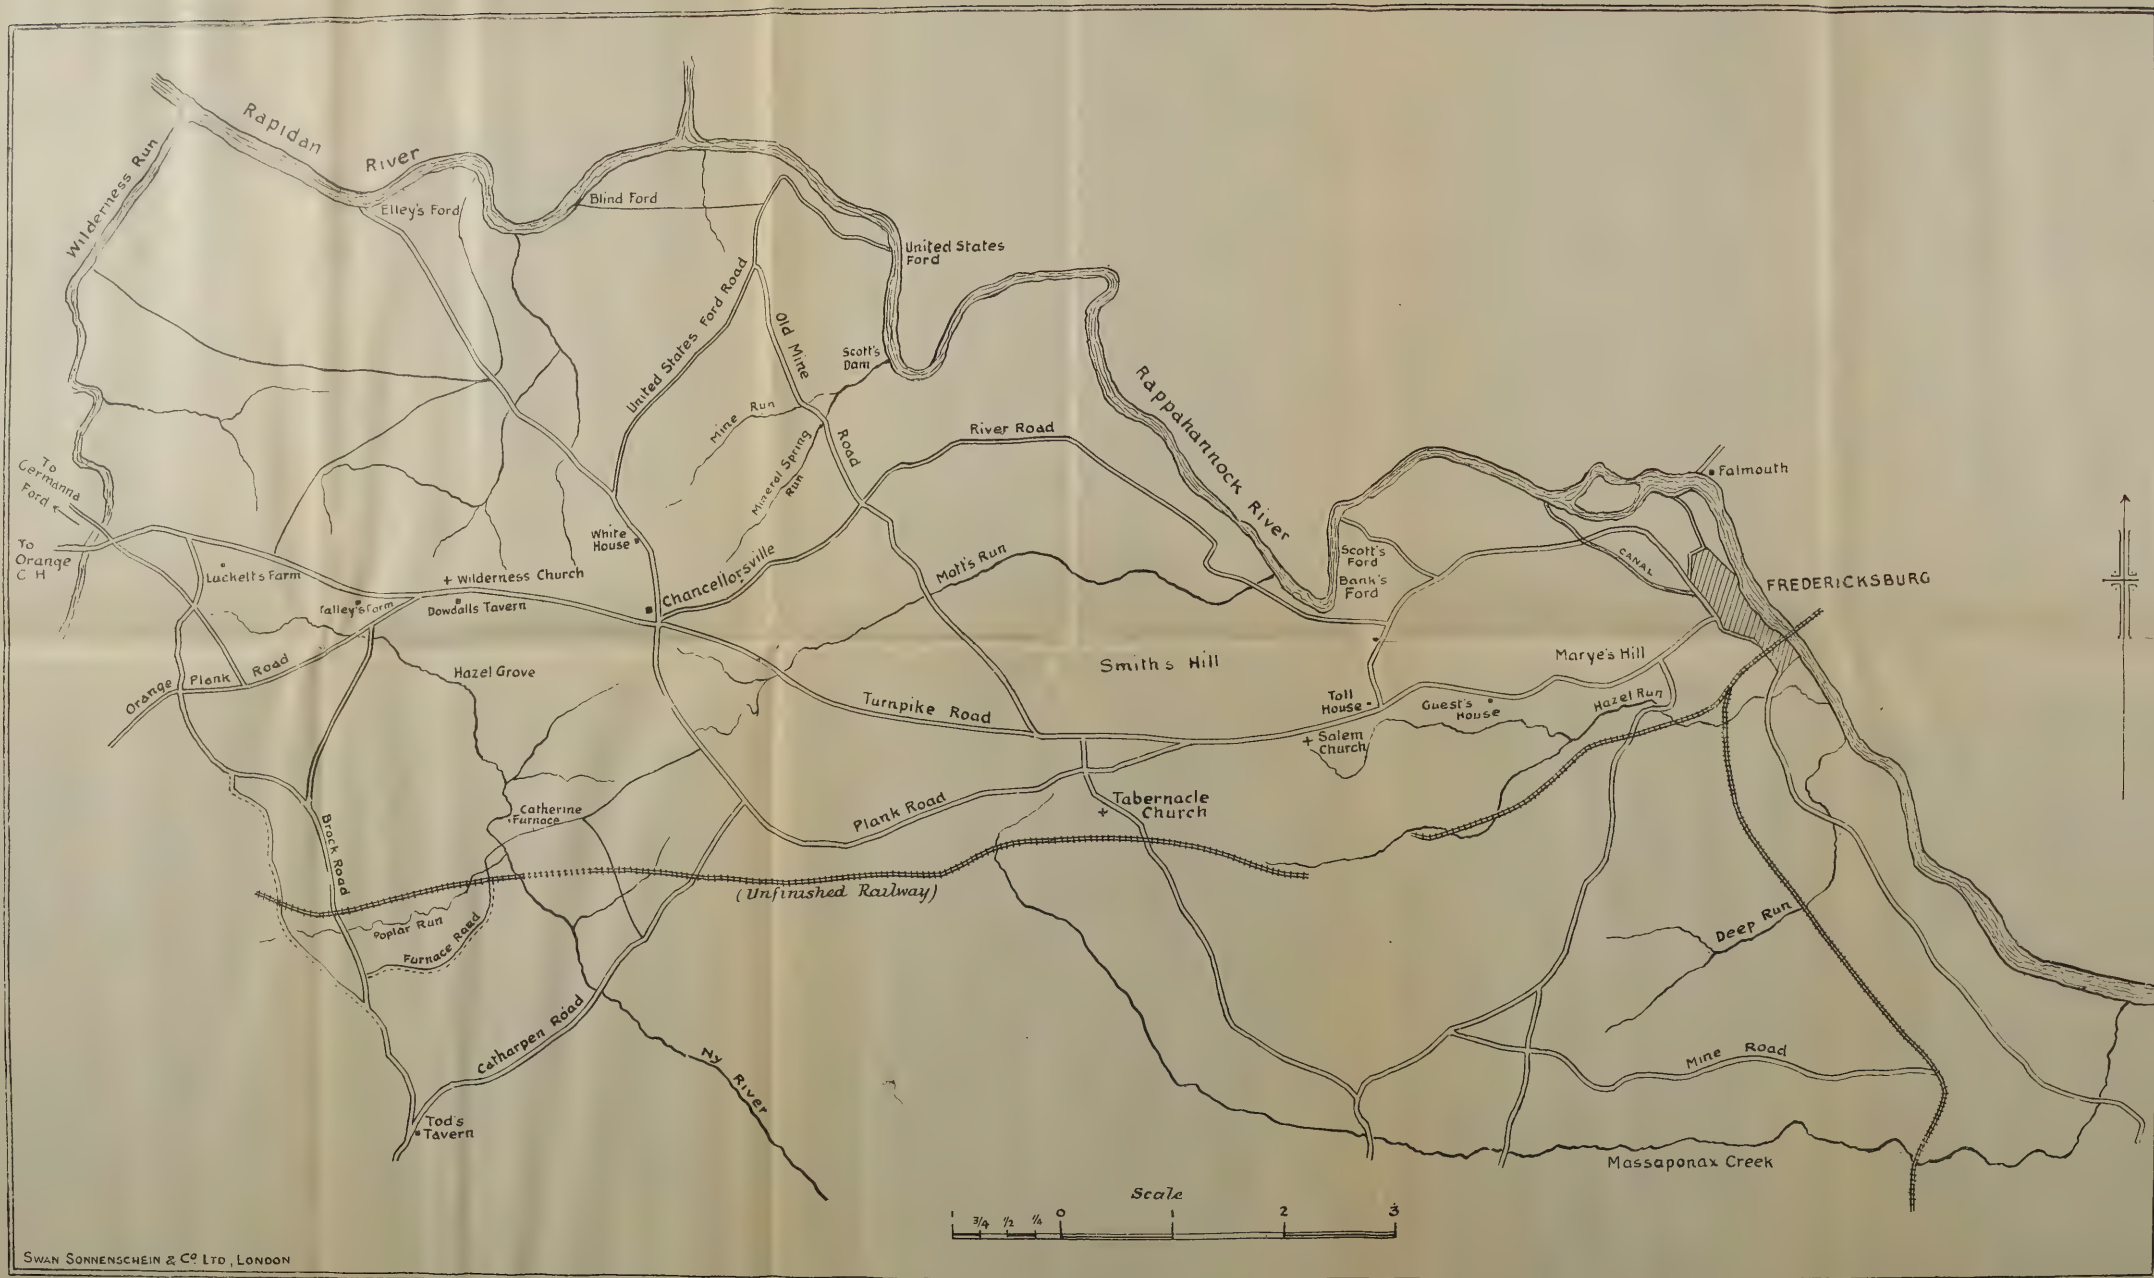 Rapidan River
Wilderness Run
Elley's Ford
Blind Ford
United States
Ford
United States Ford Road
Old Mine Road
Scott's
Dam
Mine Run
Mineral Spring
Run
River Road
Rappahannock River
Falmouth
To
Germanna
Ford
To
Orange
C H
White
House
Luckett's Farm
+ Wilderness Church
Talley's Farm
Dowdalls Tavern
Chancellorsville
Mott's Run
Scott's
Ford
Bank's
Ford
CANAL
FREDERICKSBURG
Orange Plank Road
Hazel Grove
Smiths Hill
Marye's Hill
Turnpike Road
Toll
House
Guest's
House
Hazel Run
+ Salem
Church
Catherine
Furnace
Plank Road
Tabernacle
+ Church
Brock Road
(Unfinished Railway)
Poplar Run
Furnace Road
Deep Run
Catharpen Road
Ny River
Mine Road
Tod's
Tavern
Massaponax Creek
Scale
1 3/4 1/2 1/4 0 1 2 3
SWAN SONNENSCHEIN & Co LTD, LONDON